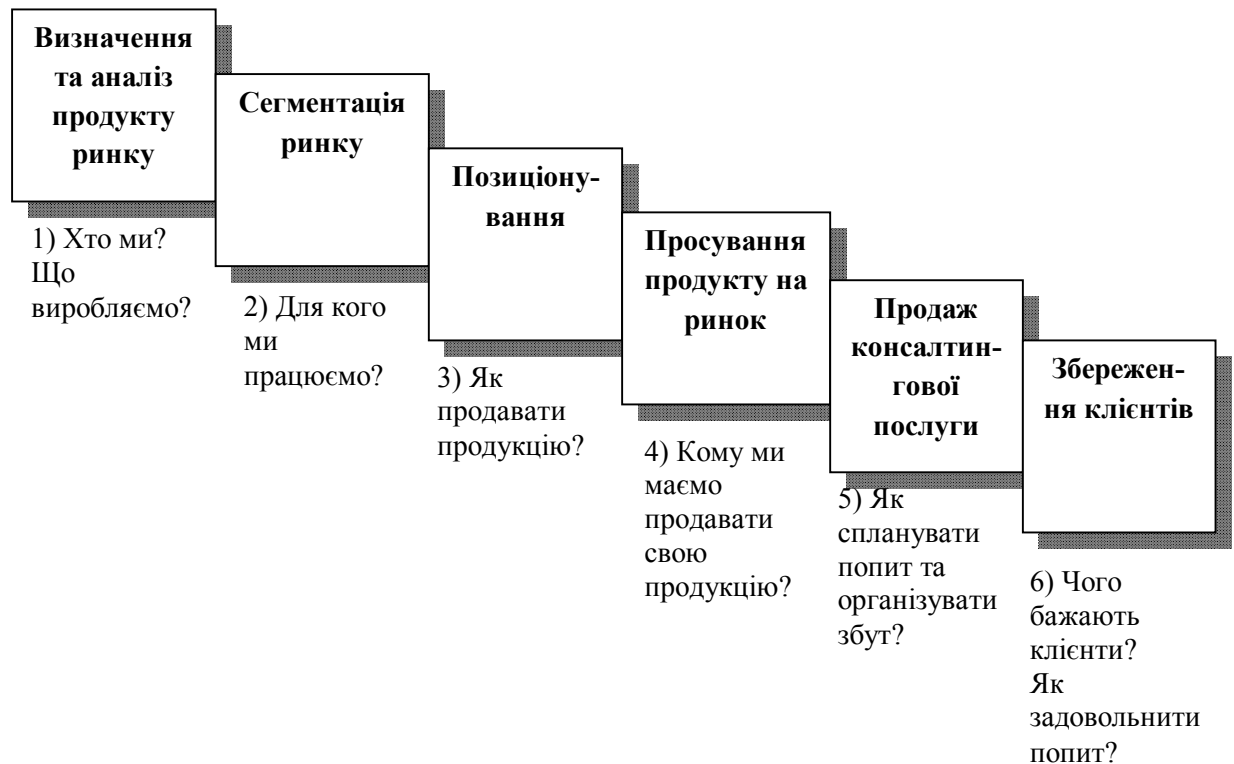 Визначення
та аналіз
продукту
ринку
1) Хто ми?
Що
виробляємо?
Сегментація
ринку
2) Для кого
ми
працюємо?
Позиціону-
вання
3) Як
продавати
продукцію?
Просування
продукту на
ринок
4) Кому ми
маємо
продавати
свою
продукцію?
Продаж
консалтин-
гової
послуги
5) Як
спланувати
попит та
організувати
збут?
Збережен-
ня клієнтів
6) Чого
бажають
клієнти?
Як
задовольнити
попит?